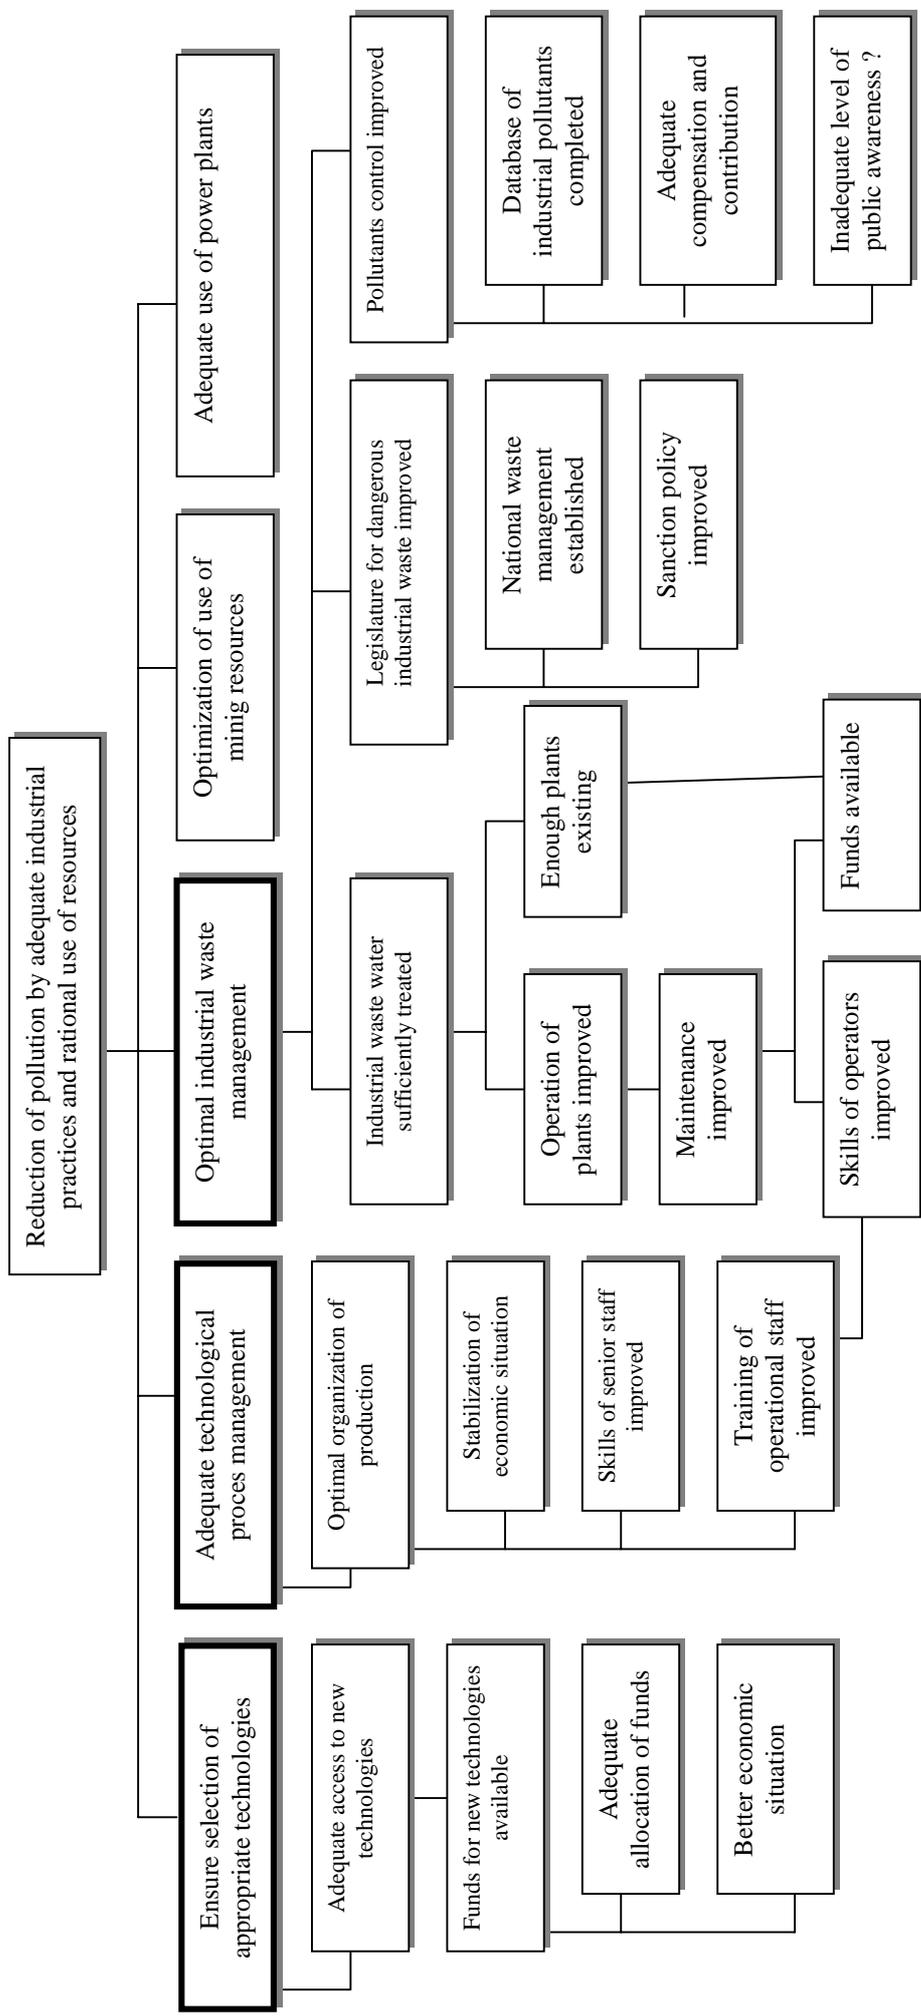 Reduction of pollution by adequate industrial
practices and rational use of resources
Ensure selection of
appropriate technologies
Adequate technological
proces management
Optimal industrial waste
management
Optimization of use of
minig resources
Adequate use of power plants
Adequate access to new
technologies
Funds for new technologies
available
Adequate
allocation of funds
Better economic
situation
Optimal organization of
production
Stabilization of
economic situation
Skills of senior staff
improved
Training of
operational staff
improved
Industrial waste water
sufficiently treated
Operation of
plants improved
Maintenance
improved
Skills of operators
improved
Enough plants
existing
Funds available
Legislature for dangerous
industrial waste improved
National waste
management
established
Sanction policy
improved
Pollutants control improved
Database of
industrial pollutants
completed
Adequate
compensation and
contribution
Inadequate level of
public awareness ?